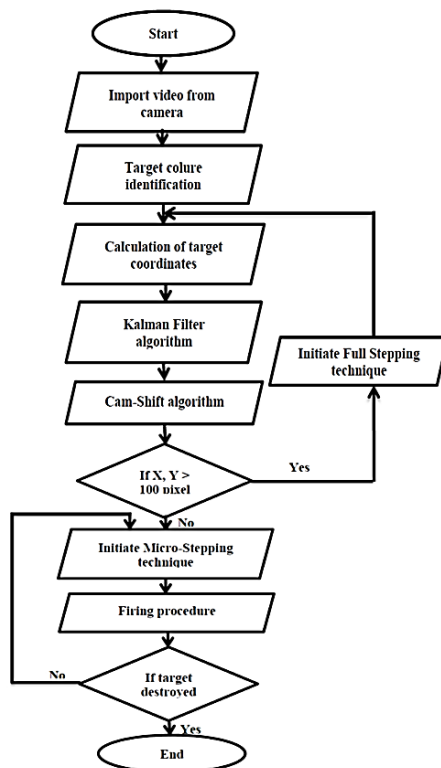 Start
Import video from
camera
Target colure
identification
Calculation of target
coordinates
Kalman Filter
algorithm
Initiate Full Stepping
technique
Cam-Shift algorithm
If X, Y >
100 pixel
Yes
No
Initiate Micro-Stepping
technique
Firing procedure
If target
destroyed
No
Yes
End